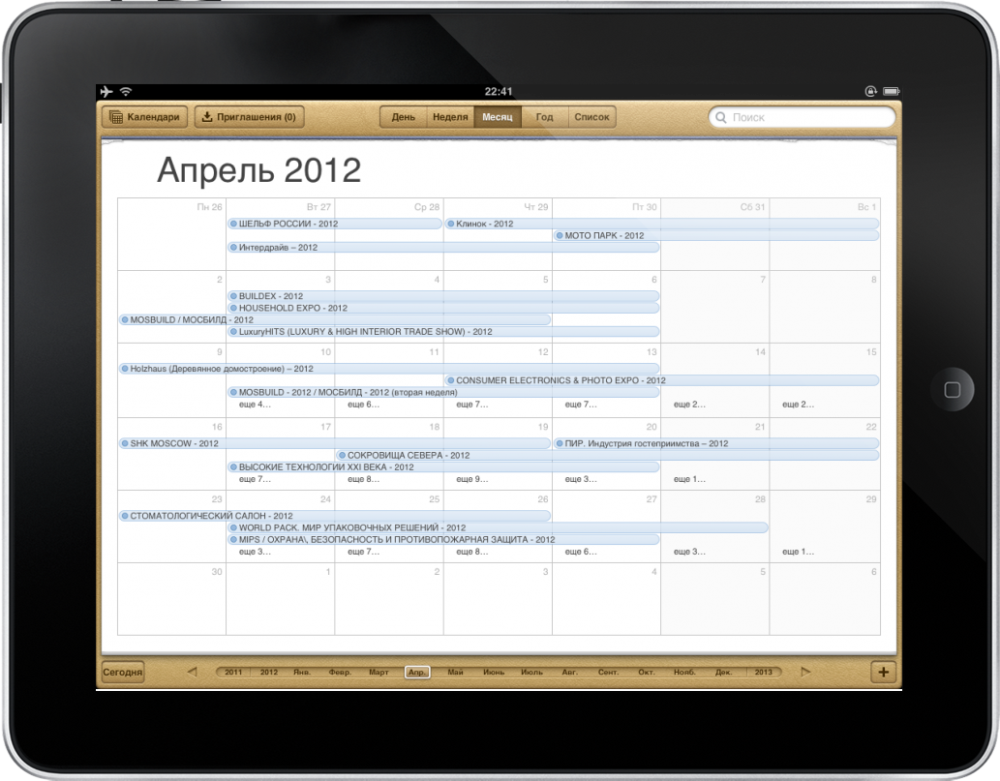 22:41
Календари
Приглашения (0)
День Неделя Месяц Год Список
Поиск
Апрель 2012
Пн 26 Вт 27 Ср 28 Чт 29 Пт 30 Сб 31 Вс 1
ШЕЛЬФ РОССИИ - 2012 Клинок - 2012
МОТО ПАРК - 2012
Интердрайв – 2012
2 3 4 5 6 7 8
BUILDEX - 2012
HOUSEHOLD EXPO - 2012
MOSBUILD / МОСБИЛД - 2012
LuxuryHITS (LUXURY & HIGH INTERIOR TRADE SHOW) - 2012
9 10 11 12 13 14 15
Holzhaus (Деревянное домостроение) – 2012
CONSUMER ELECTRONICS & PHOTO EXPO - 2012
MOSBUILD - 2012 / МОСБИЛД - 2012 (вторая неделя)
еще 4... еще 6... еще 7... еще 7... еще 2... еще 2...
16 17 18 19 20 21 22
SHK MOSCOW - 2012 ПИР. Индустрия гостеприимства – 2012
СОКРОВИЩА СЕВЕРА - 2012
ВЫСОКИЕ ТЕХНОЛОГИИ XXI ВЕКА - 2012
еще 7... еще 8... еще 9... еще 3... еще 1...
23 24 25 26 27 28 29
СТОМАТОЛОГИЧЕСКИЙ САЛОН - 2012
WORLD PACK. МИР УПАКОВОЧНЫХ РЕШЕНИЙ - 2012
MIPS / ОХРАНА\, БЕЗОПАСНОСТЬ И ПРОТИВОПОЖАРНАЯ ЗАЩИТА - 2012
еще 3... еще 7... еще 8... еще 6... еще 3... еще 1...
30 1 2 3 4 5 6
Сегодня 2011 2012 Янв. Февр. Март Апр. Май Июнь Июль Авг. Сент. Окт. Нояб. Дек. 2013 +